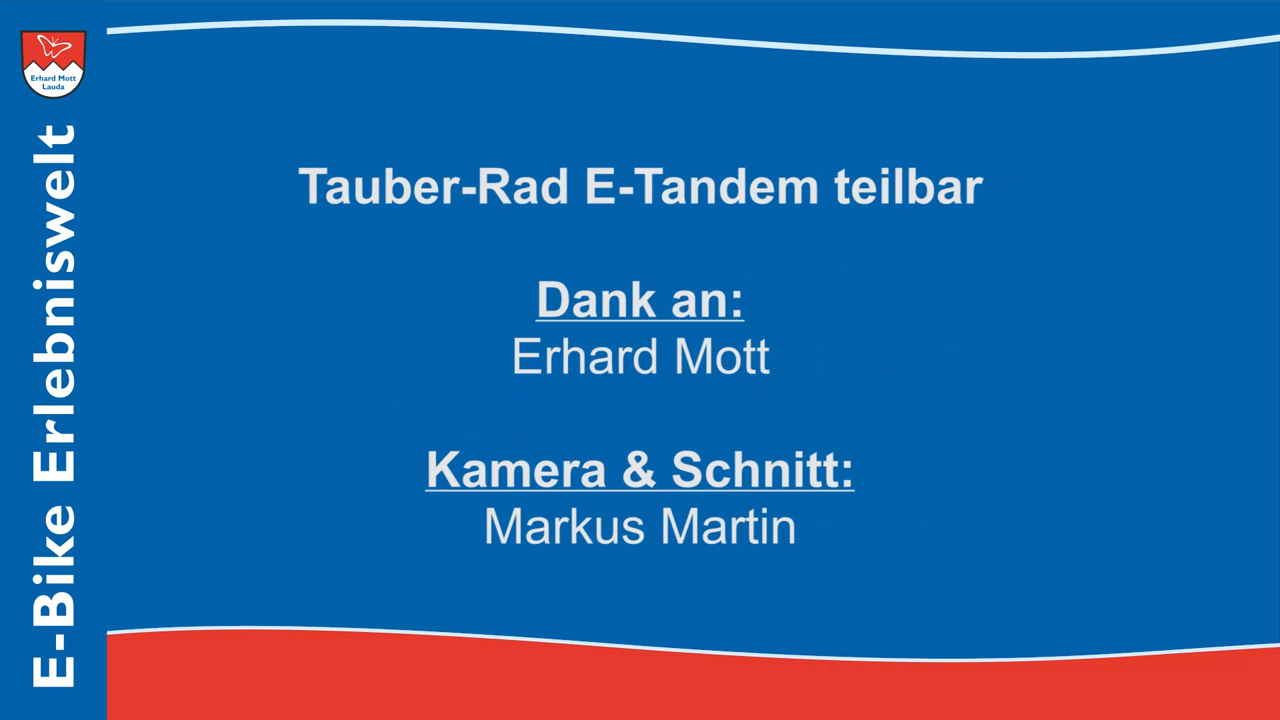 Erhard Mott
Lauda
E-Bike Erlebniswelt
Tauber-Rad E-Tandem teilbar
Dank an:
Erhard Mott
Kamera & Schnitt:
Markus Martin